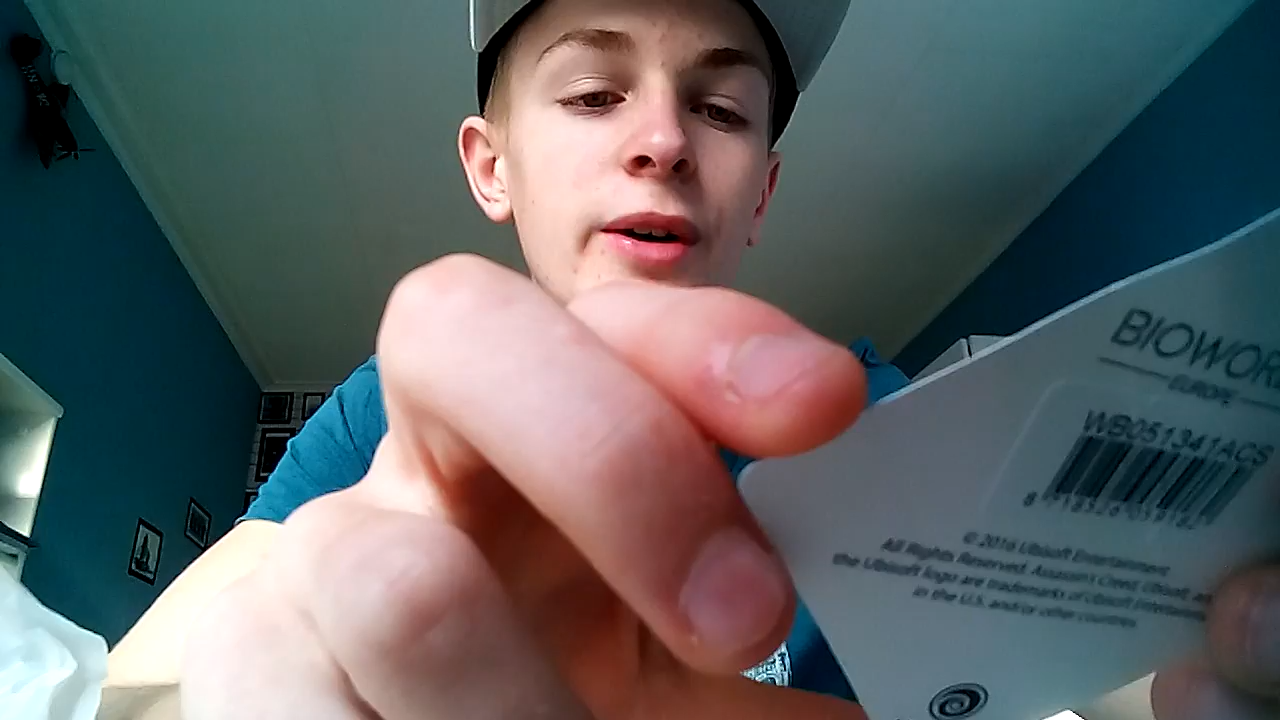 BIOWOR
EUROPE
WB051341ACS
© 2016 Ubisoft Entertainment
All Rights Reserved. Assassin's Creed, Ubisoft and
the Ubisoft logo are trademarks of Ubisoft Entertainment
in the U.S. and/or other countries